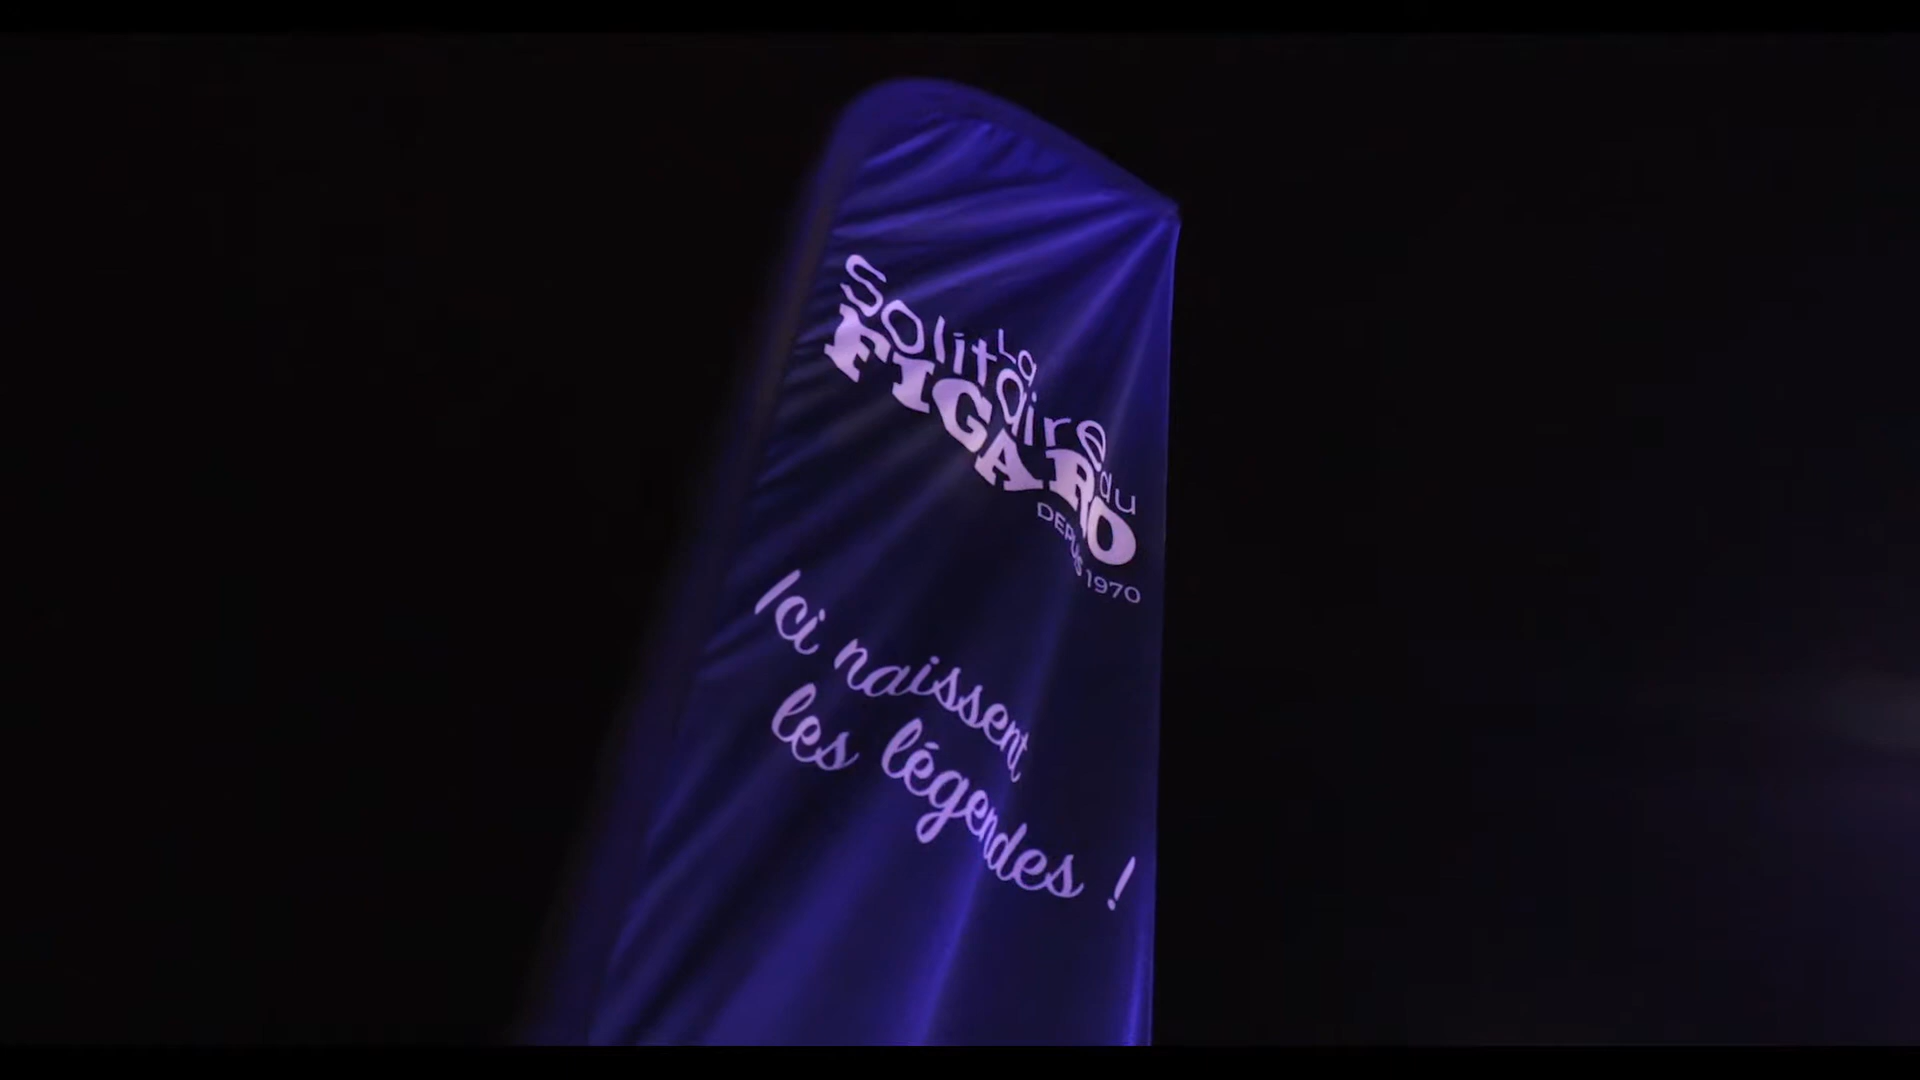 La
Solitaire du
FIGARO
DEPUIS 1970
Ici naissent
les légendes !